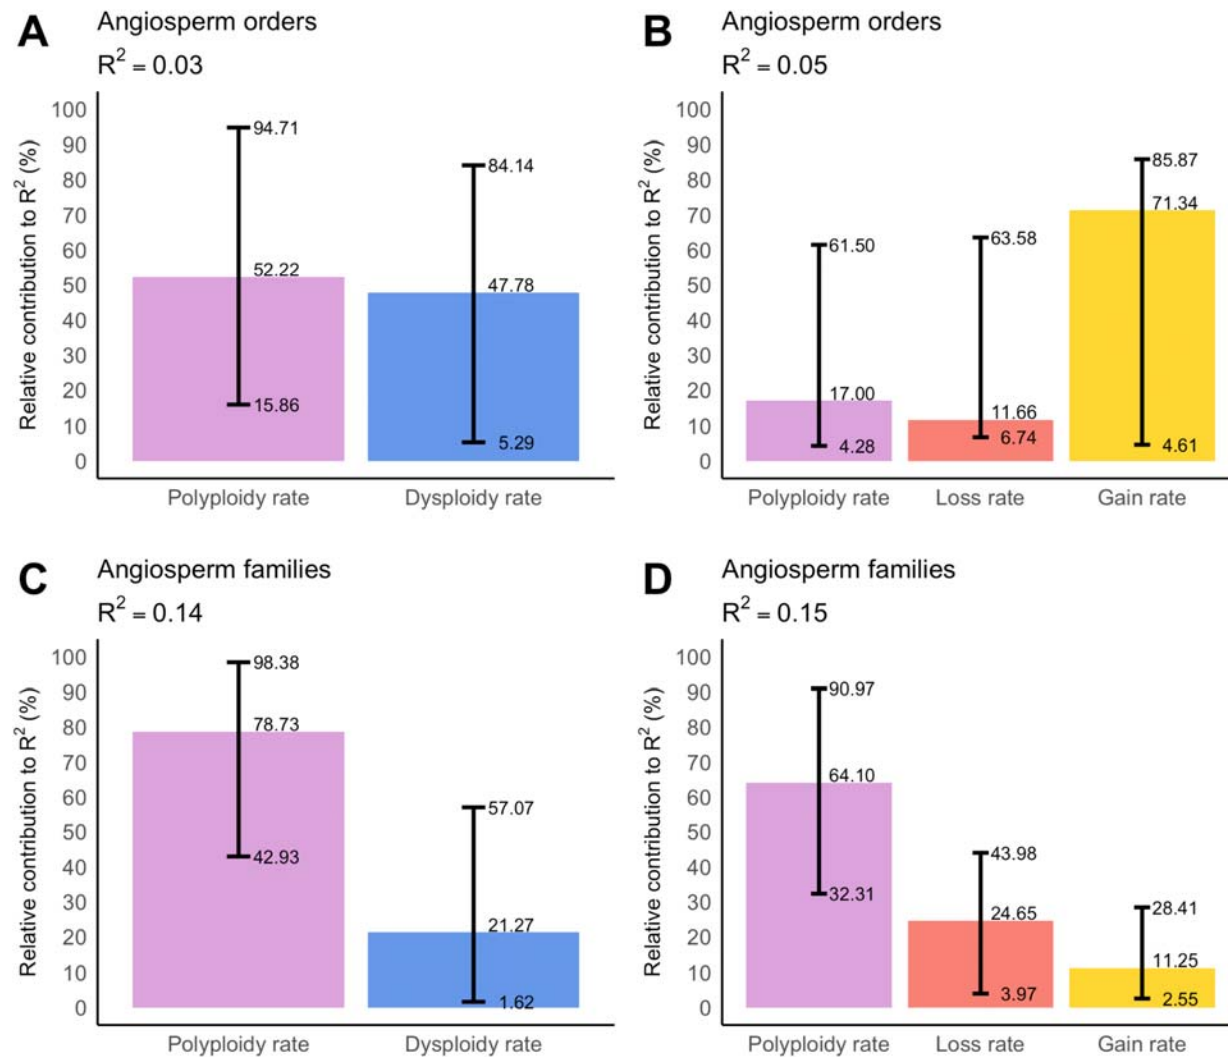 A
Angiosperm orders
R² = 0.03
Relative contribution to R² (%)
100
90
80
70
60
50
40
30
20
10
0
94.71
52.22
15.86
84.14
47.78
5.29
Polyploidy rate
Dysploidy rate
B
Angiosperm orders
R² = 0.05
Relative contribution to R² (%)
100
90
80
70
60
50
40
30
20
10
0
61.50
17.00
4.28
63.58
11.66
6.74
85.87
71.34
4.61
Polyploidy rate
Loss rate
Gain rate
C
Angiosperm families
R² = 0.14
Relative contribution to R² (%)
100
90
80
70
60
50
40
30
20
10
0
98.38
78.73
42.93
57.07
21.27
1.62
Polyploidy rate
Dysploidy rate
D
Angiosperm families
R² = 0.15
Relative contribution to R² (%)
100
90
80
70
60
50
40
30
20
10
0
90.97
64.10
32.31
43.98
24.65
3.97
28.41
11.25
2.55
Polyploidy rate
Loss rate
Gain rate